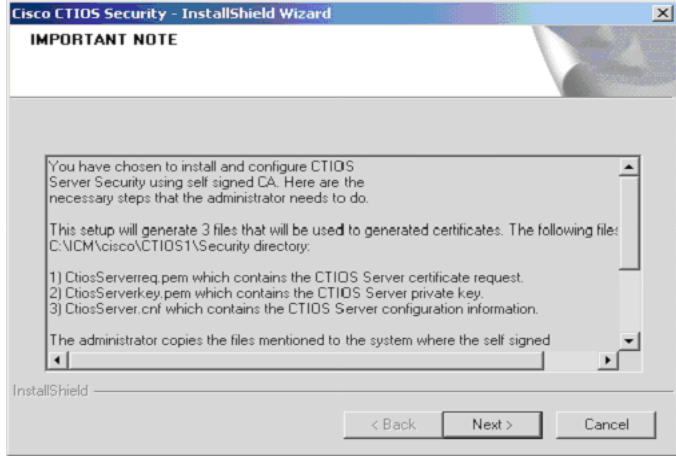 Cisco CTIOS Security - InstallShield Wizard
IMPORTANT NOTE
You have chosen to install and configure CTIOS
Server Security using self signed CA. Here are the
necessary steps that the administrator needs to do.
This setup will generate 3 files that will be used to generated certificates. The following files
C:\ICM\cisco\CTIOS1\Security directory:
1) CtiosServerreq.pem which contains the CTIOS Server certificate request.
2) CtiosServerkey.pem which contains the CTIOS Server private key.
3) CtiosServer.cnf which contains the CTIOS Server configuration information.
The administrator copies the files mentioned to the system where the self signed
InstallShield
< Back
Next >
Cancel